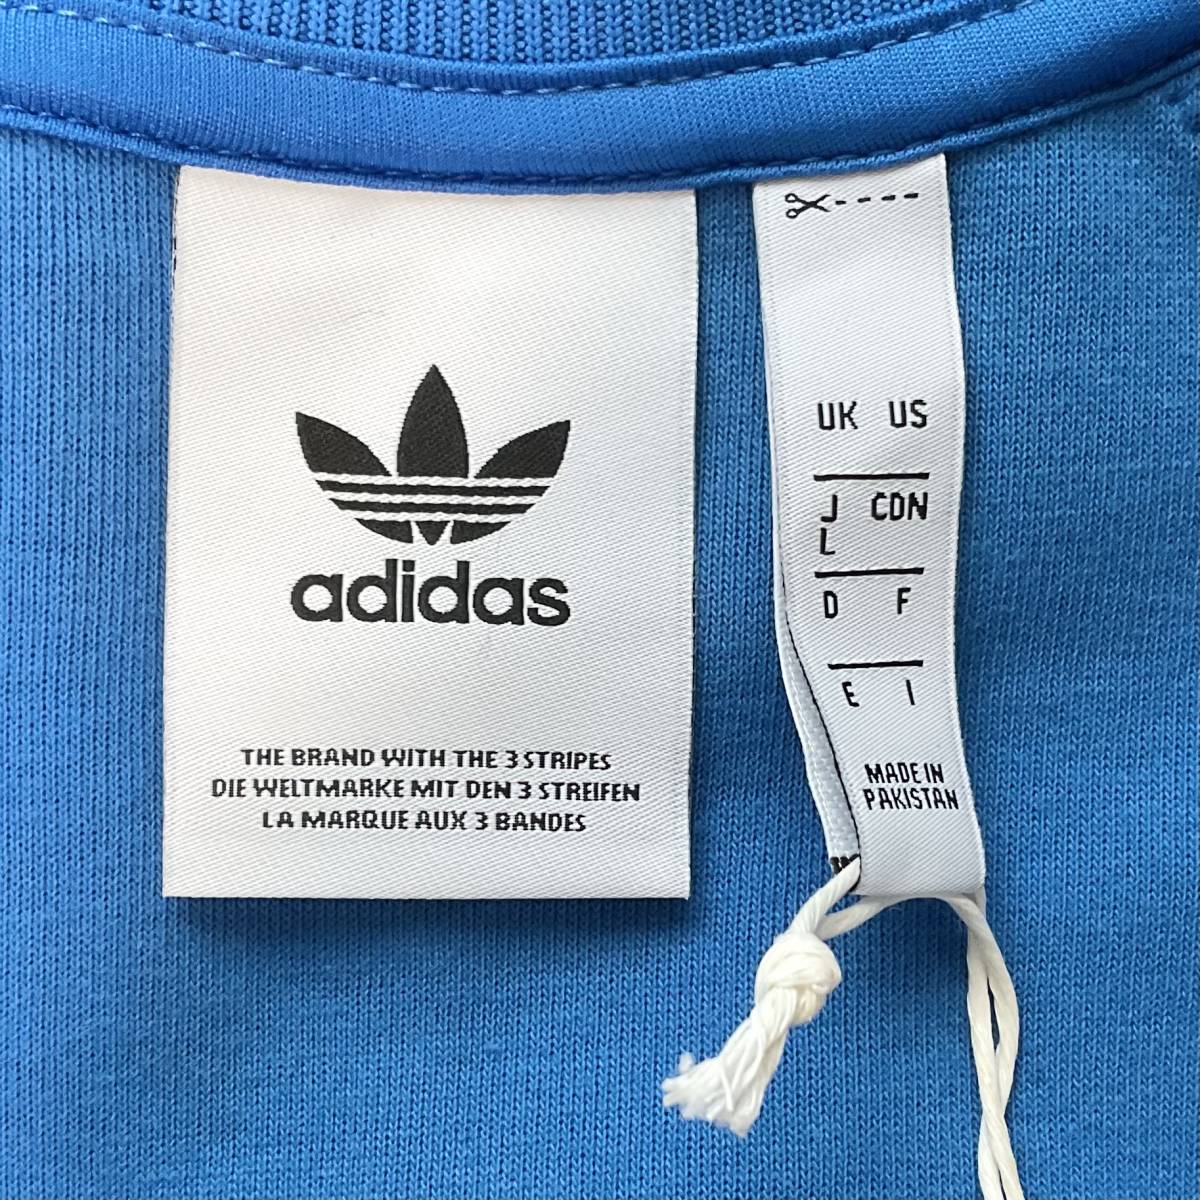 adidas
THE BRAND WITH THE 3 STRIPES
DIE WELTMARKE MIT DEN 3 STREIFEN
LA MARQUE AUX 3 BANDES
UK US
J CDN
L
D F
E I
MADE IN
PAKISTAN